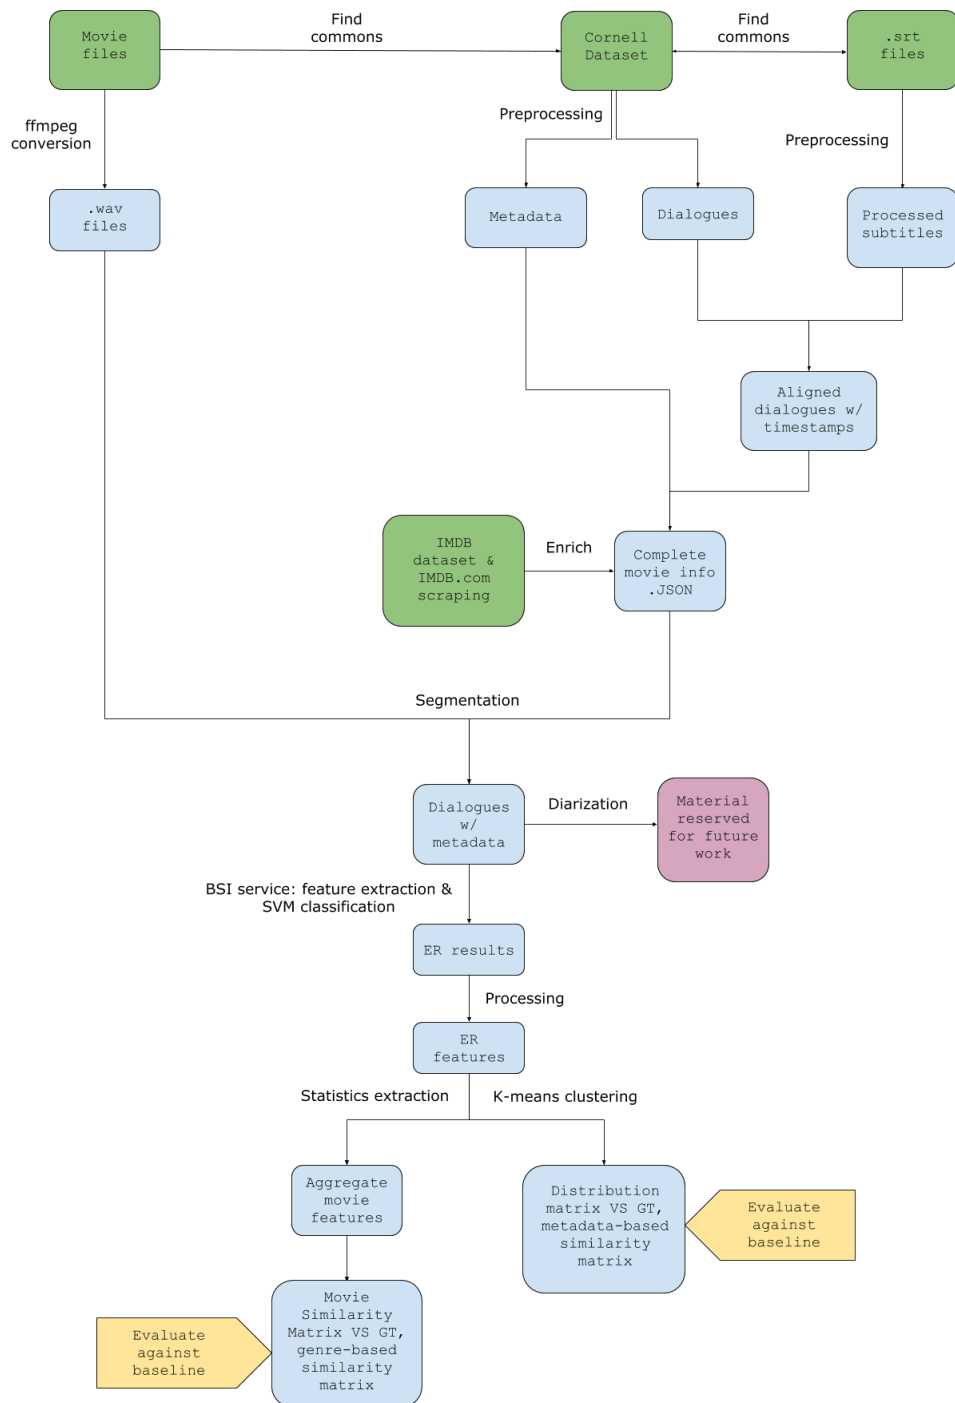 Movie
files
Find
commons
Cornell
Dataset
Find
commons
.srt
files
ffmpeg
conversion
Preprocessing
Preprocessing
.wav
files
Metadata
Dialogues
Processed
subtitles
Aligned
dialogues w/
timestamps
IMDB
dataset &
IMDB.com
scraping
Enrich
Complete
movie info
.JSON
Segmentation
Dialogues
w/
metadata
Diarization
Material
reserved
for future
work
BSI service: feature extraction &
SVM classification
ER results
Processing
ER
features
Statistics extraction
K-means clustering
Aggregate
movie
features
Distribution
matrix VS GT,
metadata-based
similarity
matrix
Evaluate
against
baseline
Evaluate
against
baseline
Movie
Similarity
Matrix VS GT,
genre-based
similarity
matrix